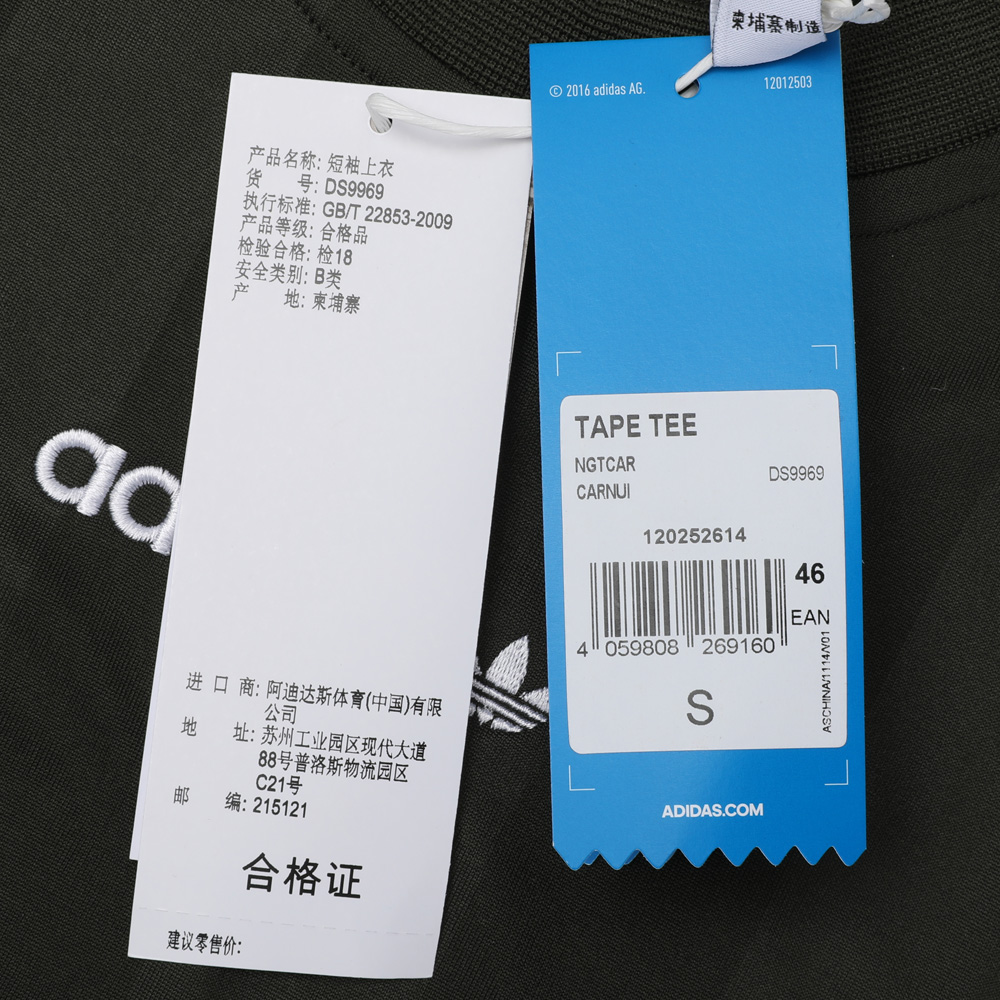 柬埔寨制造
© 2016 adidas AG.
12012503
产品名称: 短袖上衣
货 号: DS9969
执行标准: GB/T 22853-2009
产品等级: 合格品
检验合格: 检18
安全类别: B类
产 地: 柬埔寨
进 口 商: 阿迪达斯体育(中国)有限
公司
地 址: 苏州工业园区现代大道
88号普洛斯物流园区
C21号
邮 编: 215121
合格证
建议零售价:
TAPE TEE
NGTCAR
CARNUI
DS9969
120252614
46
EAN
4 059808 269160
S
ASCHINA/1114/V01
ADIDAS.COM
ad